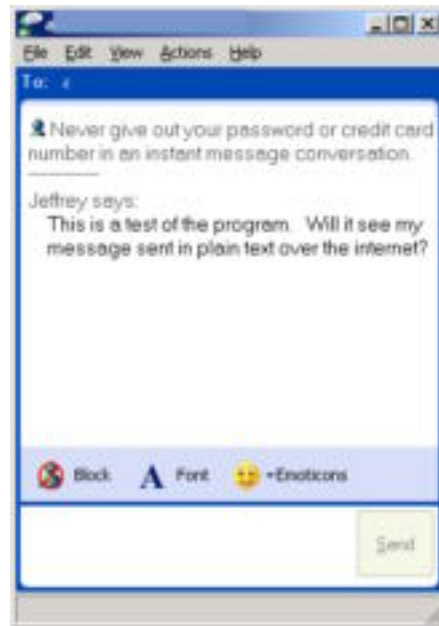 File Edit View Actions Help
To:
Never give out your password or credit card
number in an instant message conversation.
----------
Jeffrey says:
This is a test of the program. Will it see my
message sent in plain text over the internet?
Block Font Emoticons
Send